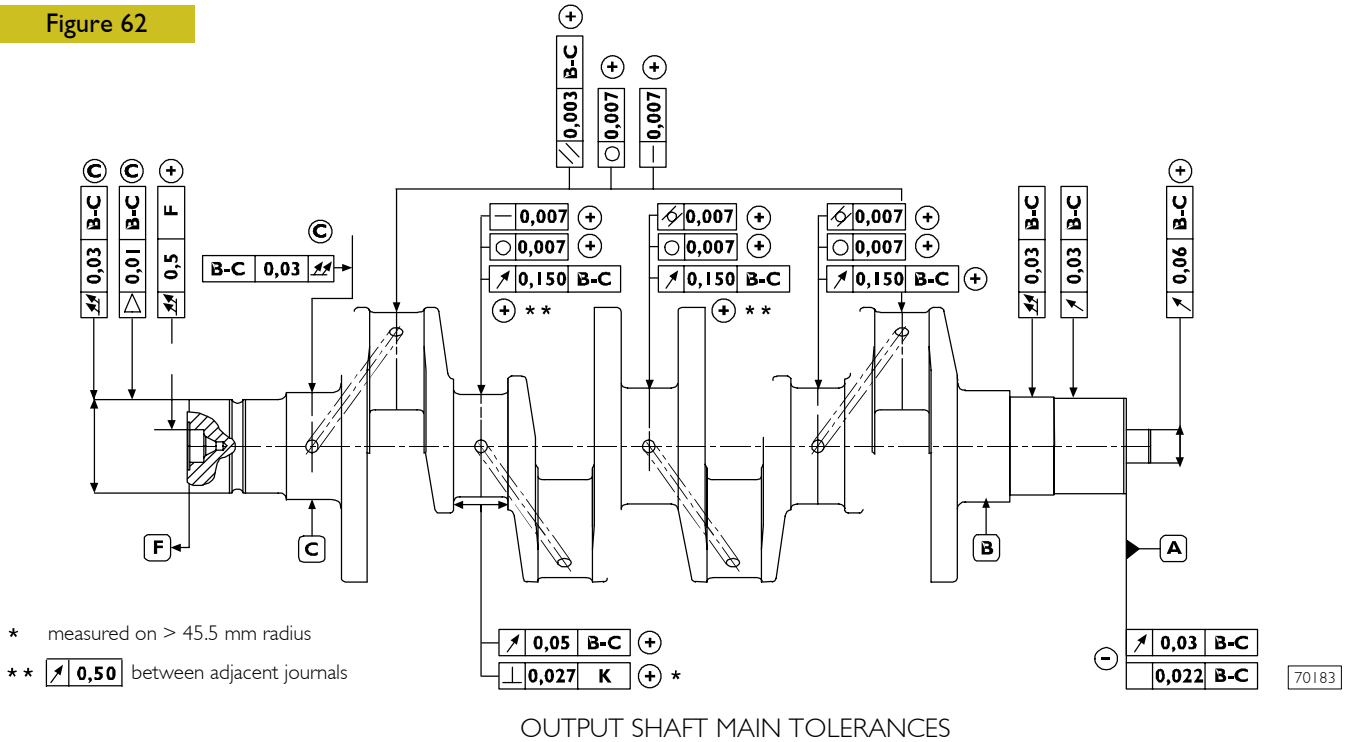 Figure 62
0,003 B-C
0,007
0,007
C
0,03 B-C
C
0,01 B-C
0,5 F
C
B-C 0,03
0,007
0,007
0,150 B-C
* *
0,007
0,007
0,150 B-C
* *
0,007
0,007
0,150 B-C
0,03 B-C
0,03 B-C
0,06 B-C
F
C
B
A
* measured on > 45.5 mm radius
* * 0,50 between adjacent journals
0,05 B-C
0,027 K *
0,03 B-C
0,022 B-C
70183
OUTPUT SHAFT MAIN TOLERANCES